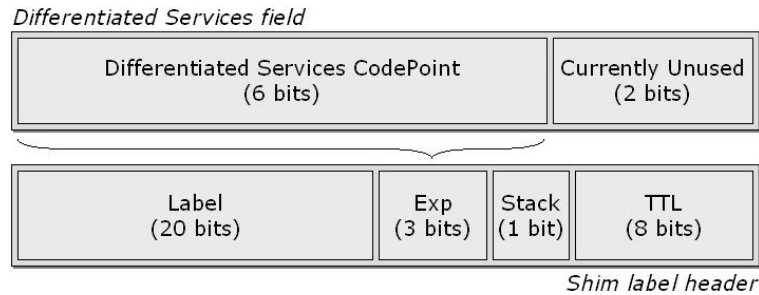 Differentiated Services field
Differentiated Services CodePoint
(6 bits)
Currently Unused
(2 bits)
Label
(20 bits)
Exp
(3 bits)
Stack
(1 bit)
TTL
(8 bits)
Shim label header